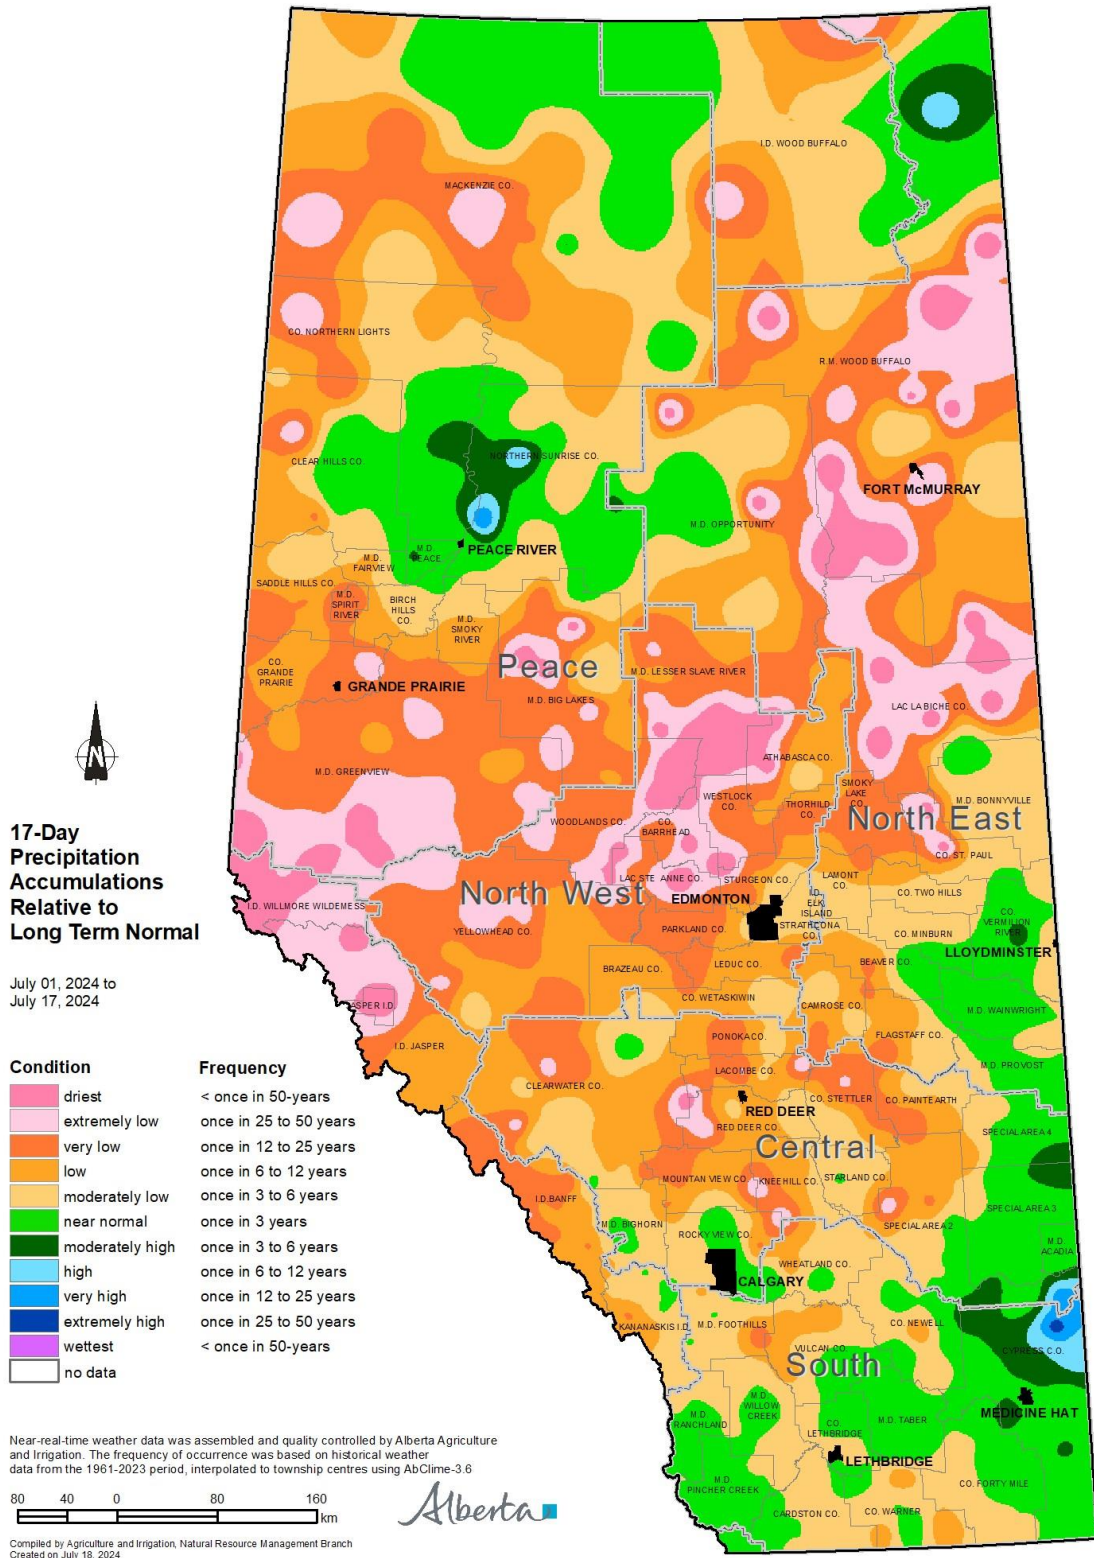 I.D. WOOD BUFFALO
MACKENZIE CO.
CO. NORTHERN LIGHTS
R.M. WOOD BUFFALO
CLEAR HILLS CO.
NORTHERN SUNRISE CO.
FORT McMURRAY
M.D. OPPORTUNITY
PEACE RIVER
M.D.
PEACE
M.D.
FAIRVIEW
SADDLE HILLS CO.
M.D.
SPIRIT
RIVER
BIRCH
HILLS
CO.
M.D.
SMOKY
RIVER
CO.
GRANDE
PRAIRIE
Peace
M.D. LESSER SLAVE RIVER
GRANDE PRAIRIE
M.D. BIG LAKES
LAC LA BICHE CO.
N
ATHABASCA CO.
M.D. GREENVIEW
SMOKY
LAKE
CO.
WESTLOCK
CO.
THORHILD
CO.
M.D. BONNYVILLE
North East
WOODLANDS CO.
CO.
BARRHEAD
CO. ST. PAUL
17-Day
Precipitation
Accumulations
Relative to
Long Term Normal
July 01, 2024 to
July 17, 2024
LAC STE ANNE CO.
STURGEON CO.
LAMONT
CO.
CO. TWO HILLS
North West
EDMONTON
I.D.
ELK
ISLAND
STRATHCONA
CO.
I.D. WILLMORE WILDERNESS
CO.
VERMILION
RIVER
YELLOWHEAD CO.
PARKLAND CO.
CO. MINBURN
LLOYDMINSTER
BRAZEAU CO.
LEDUC CO.
BEAVER CO.
CO. WETASKIWIN
CAMROSE CO.
M.D. WAINWRIGHT
JASPER I.D.
I.D. JASPER
PONOKA CO.
FLAGSTAFF CO.
M.D. PROVOST
CLEARWATER CO.
LACOMBE CO.
CO. STETTLER
CO. PAINTEARTH
RED DEER
RED DEER CO.
SPECIAL AREA 4
Central
MOUNTAIN VIEW CO.
KNEEHILL CO.
STARLAND CO.
I.D. BANFF
SPECIAL AREA 3
M.D. BIGHORN
ROCKY VIEW CO.
SPECIAL AREA 2
M.D.
ACADIA
WHEATLAND CO.
CALGARY
KANANASKIS I.D.
M.D. FOOTHILLS
CO. NEWELL
VULCAN CO.
CYPRESS C.O.
South
M.D.
WILLOW
CREEK
M.D.
RANCHLAND
CO.
LETHBRIDGE
M.D. TABER
MEDICINE HAT
LETHBRIDGE
M.D.
PINCHER CREEK
CO. FORTY MILE
CARDSTON CO.
CO. WARNER
Condition Frequency
driest < once in 50-years
extremely low once in 25 to 50 years
very low once in 12 to 25 years
low once in 6 to 12 years
moderately low once in 3 to 6 years
near normal once in 3 years
moderately high once in 3 to 6 years
high once in 6 to 12 years
very high once in 12 to 25 years
extremely high once in 25 to 50 years
wettest < once in 50-years
no data
Near-real-time weather data was assembled and quality controlled by Alberta Agriculture
and Irrigation. The frequency of occurrence was based on historical weather
data from the 1961-2023 period, interpolated to township centres using AbClime-3.6
80 40 0 80 160
km
Alberta
Compiled by Agriculture and Irrigation, Natural Resource Management Branch
Created on July 18, 2024